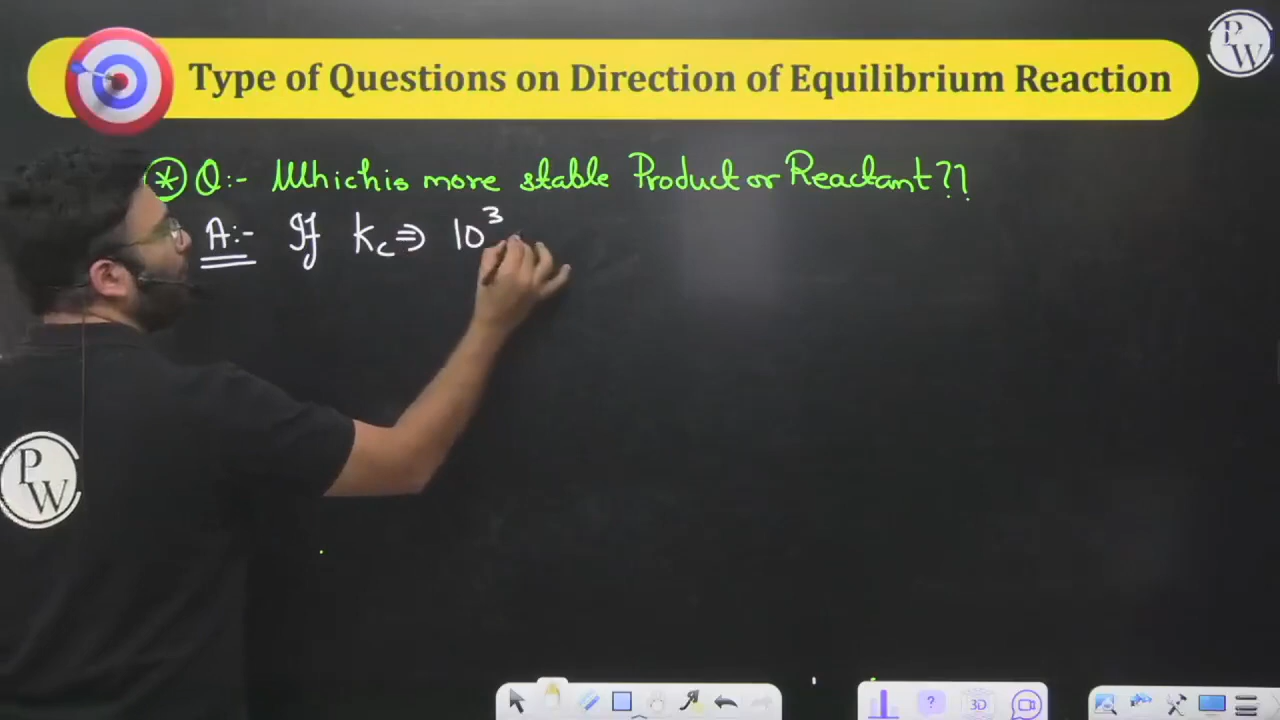 PW
Type of Questions on Direction of Equilibrium Reaction
* Q:- Which is more stable Product or Reactant??
A:- If Kc ⇒ 10³
PW
3D